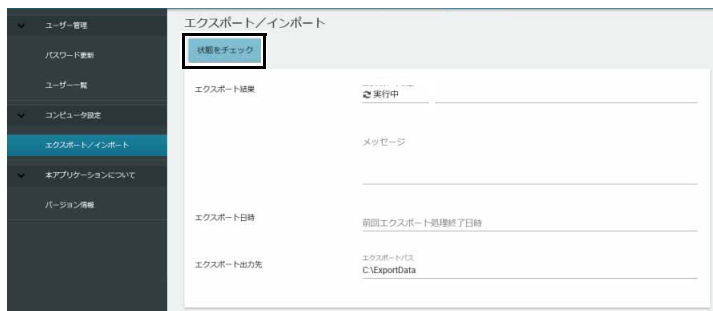 ユーザー管理
パスワード更新
ユーザー一覧
コンピュータ設定
エクスポート／インポート
本アプリケーションについて
バージョン情報
エクスポート／インポート
状態をチェック
エクスポート結果
実行中
メッセージ
エクスポート日時
前回エクスポート処理終了日時
エクスポート出力先
エクスポートパス
C:\ExportData